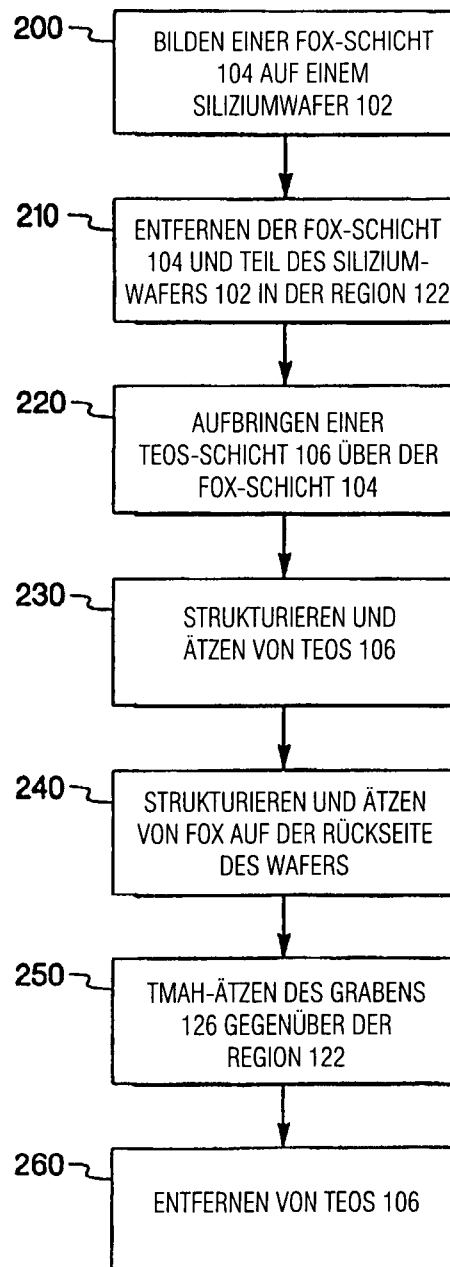 200
BILDEN EINER FOX-SCHICHT
104 AUF EINEM
SILIZIUMWAFER 102
210
ENTFERNEN DER FOX-SCHICHT
104 UND TEIL DES SILIZIUM-
WAFERS 102 IN DER REGION 122
220
AUFBRINGEN EINER
TEOS-SCHICHT 106 ÜBER DER
FOX-SCHICHT 104
230
STRUKTURIEREN UND
ÄTZEN VON TEOS 106
240
STRUKTURIEREN UND ÄTZEN
VON FOX AUF DER RÜCKSEITE
DES WAFERS
250
TMAH-ÄTZEN DES GRABENS
126 GEGENÜBER DER
REGION 122
260
ENTFERNEN VON TEOS 106